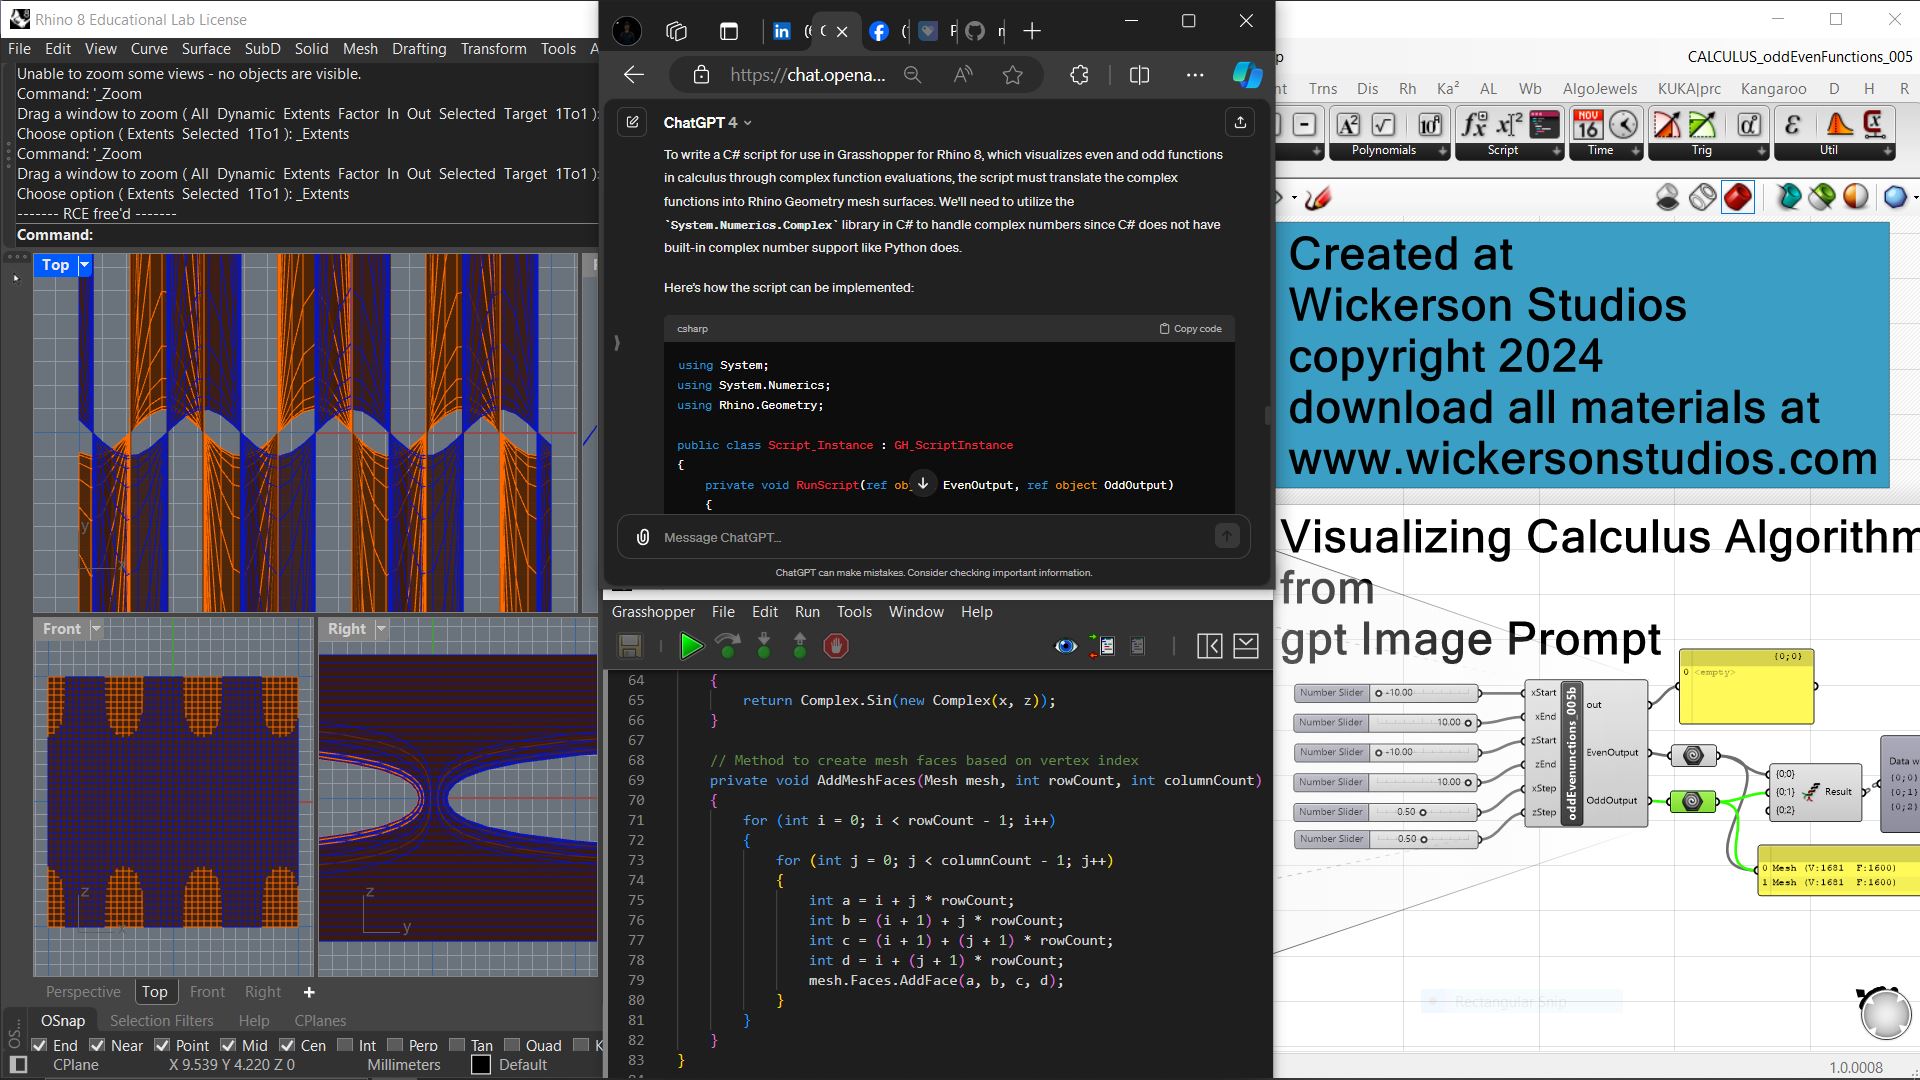 Rhino 8 Educational Lab License
File Edit View Curve Surface SubD Solid Mesh Drafting Transform Tools A
Unable to zoom some views - no objects are visible.
Command: '_Zoom
Drag a window to zoom ( All Dynamic Extents Factor In Out Selected Target 1To1 ):
Choose option ( Extents Selected 1To1 ): _Extents
Command: '_Zoom
Drag a window to zoom ( All Dynamic Extents Factor In Out Selected Target 1To1 ):
Choose option ( Extents Selected 1To1 ): _Extents
------- RCE free'd -------
Command:
Top
y
x
Front
z
x
Right
z
y
Perspective Top Front Right
OSnap Selection Filters Help CPlanes
End Near Point Mid Cen Int Perp Tan Quad K
CPlane X 9.539 Y 4.220 Z 0 Millimeters Default
https://chat.opena...
ChatGPT 4
To write a C# script for use in Grasshopper for Rhino 8, which visualizes even and odd functions
in calculus through complex function evaluations, the script must translate the complex
functions into Rhino Geometry mesh surfaces. We'll need to utilize the
`System.Numerics.Complex` library in C# to handle complex numbers since C# does not have
built-in complex number support like Python does.
Here's how the script can be implemented:
csharp Copy code
using System;
using System.Numerics;
using Rhino.Geometry;
public class Script_Instance : GH_ScriptInstance
{
private void RunScript(ref ob EvenOutput, ref object OddOutput)
{
Message ChatGPT...
ChatGPT can make mistakes. Consider checking important information.
Grasshopper File Edit Run Tools Window Help
64 {
65 return Complex.Sin(new Complex(x, z));
66 }
67
68 // Method to create mesh faces based on vertex index
69 private void AddMeshFaces(Mesh mesh, int rowCount, int columnCount)
70 {
71 for (int i = 0; i < rowCount - 1; i++)
72 {
73 for (int j = 0; j < columnCount - 1; j++)
74 {
75 int a = i + j * rowCount;
76 int b = (i + 1) + j * rowCount;
77 int c = (i + 1) + (j + 1) * rowCount;
78 int d = i + (j + 1) * rowCount;
79 mesh.Faces.AddFace(a, b, c, d);
80 }
81 }
82 }
83 }
CALCULUS_oddEvenFunctions_005
nt Trns Dis Rh Ka² AL Wb AlgoJewels KUKA|prc Kangaroo D H R
NOV
16
Polynomials Script Time Trig Util
Created at
Wickerson Studios
copyright 2024
download all materials at
www.wickersonstudios.com
Visualizing Calculus Algorithm
from
gpt Image Prompt
Number Slider -10.00
Number Slider 10.00
Number Slider -10.00
Number Slider 10.00
Number Slider 0.50
Number Slider 0.50
xStart
xEnd
zStart
zEnd
xStep
zStep
oddEvenunctions_005b
out
EvenOutput
OddOutput
{0;0}
0 <empty>
{0;0}
{0;1}
{0;2}
Result
Data w
{0;0}
{0;1}
{0;2}
0 Mesh (V:1681 F:1600)
1 Mesh (V:1681 F:1600)
Rectangular Snip
1.0.0008